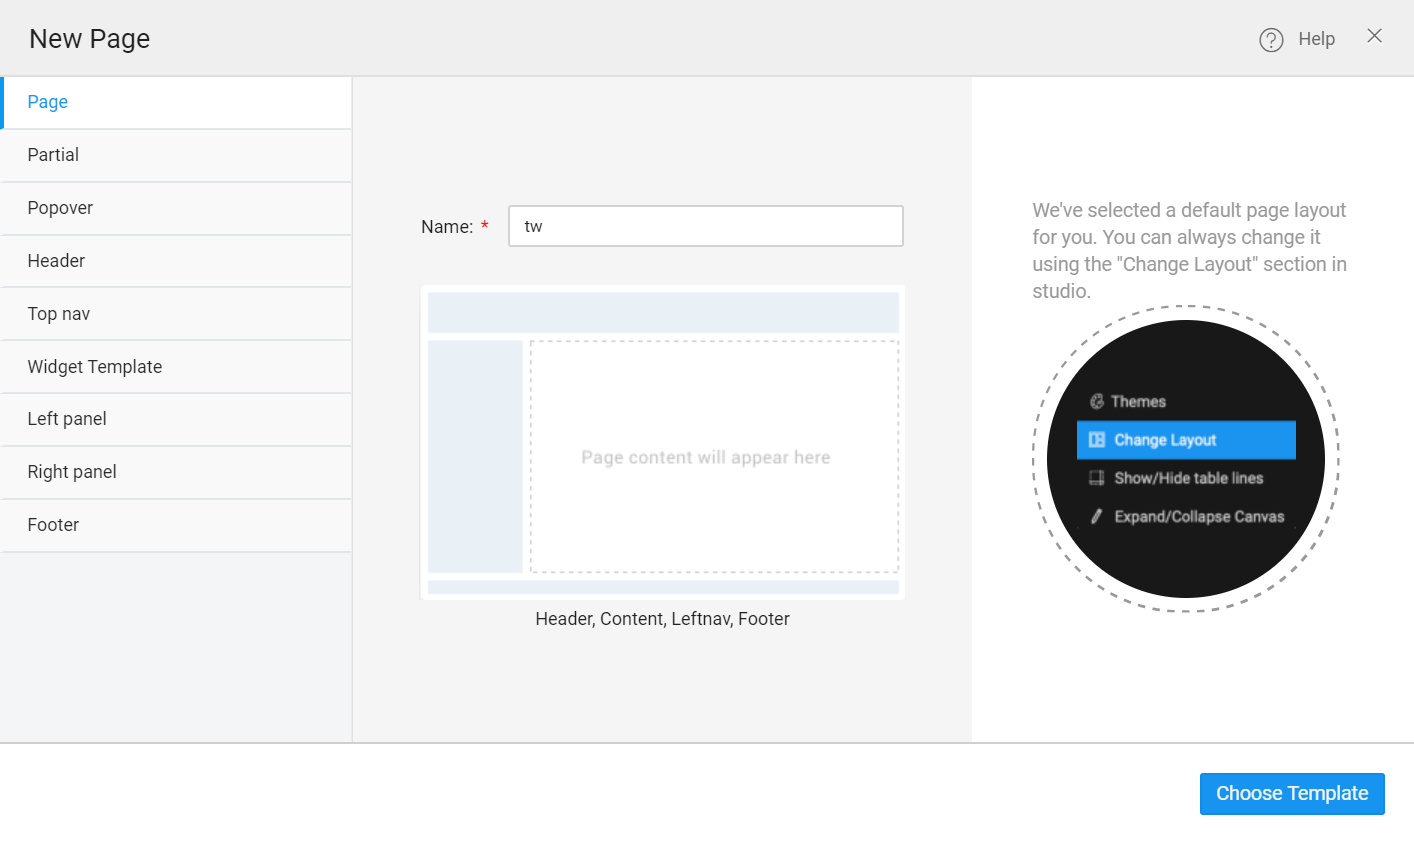 New Page
Help
Page
Partial
Popover
Header
Top nav
Widget Template
Left panel
Right panel
Footer
Name: *
tw
Page content will appear here
Header, Content, Leftnav, Footer
We've selected a default page layout
for you. You can always change it
using the "Change Layout" section in
studio.
Themes
Change Layout
Show/Hide table lines
Expand/Collapse Canvas
Choose Template